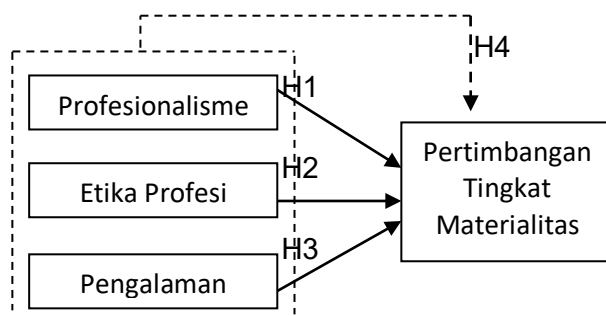 H4
H1
Profesionalisme
H2
Etika Profesi
H3
Pengalaman
Pertimbangan
Tingkat
Materialitas